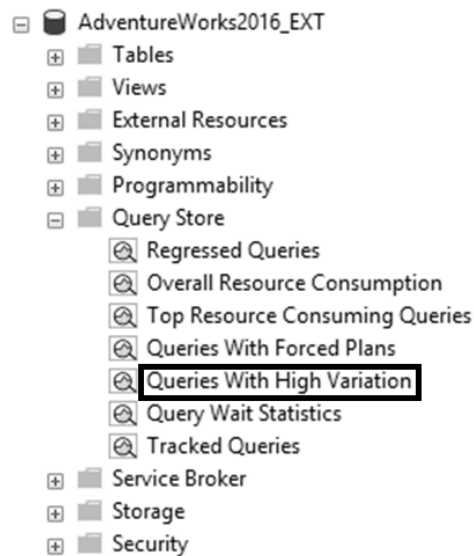 AdventureWorks2016_EXT
Tables
Views
External Resources
Synonyms
Programmability
Query Store
Regressed Queries
Overall Resource Consumption
Top Resource Consuming Queries
Queries With Forced Plans
Queries With High Variation
Query Wait Statistics
Tracked Queries
Service Broker
Storage
Security